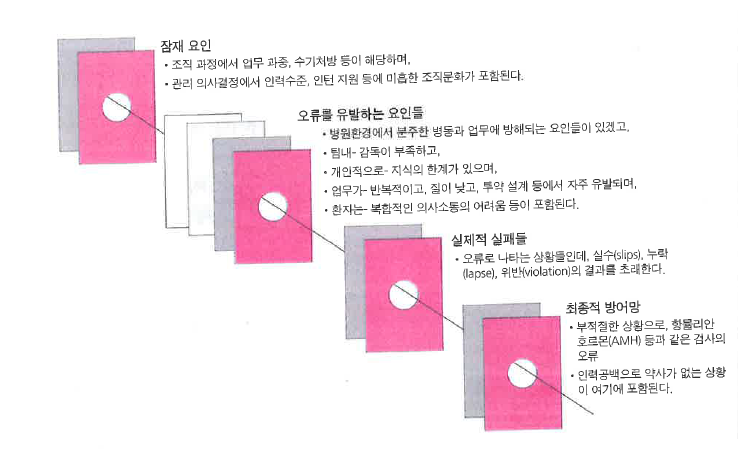 잠재 요인
• 조직 과정에서 업무 과중, 수기처방 등이 해당하며,
• 관리 의사결정에서 인력수준, 인턴 지원 등에 미흡한 조직문화가 포함된다.
오류를 유발하는 요인들
• 병원환경에서 분주한 병동과 업무에 방해되는 요인들이 있겠고,
• 팀내- 감독이 부족하고,
• 개인적으로- 지식의 한계가 있으며,
• 업무가- 반복적이고, 질이 낮고, 투약 설계 등에서 자주 유발되며,
• 환자는- 복합적인 의사소통의 어려움 등이 포함된다.
실제적 실패들
• 오류로 나타는 상황들인데, 실수(slips), 누락
(lapse), 위반(violation)의 결과를 초래한다.
최종적 방어망
• 부적절한 상황으로, 항뮬리안
호르몬(AMH) 등과 같은 검사의
오류
• 인력공백으로 약사가 없는 상황
이 여기에 포함된다.